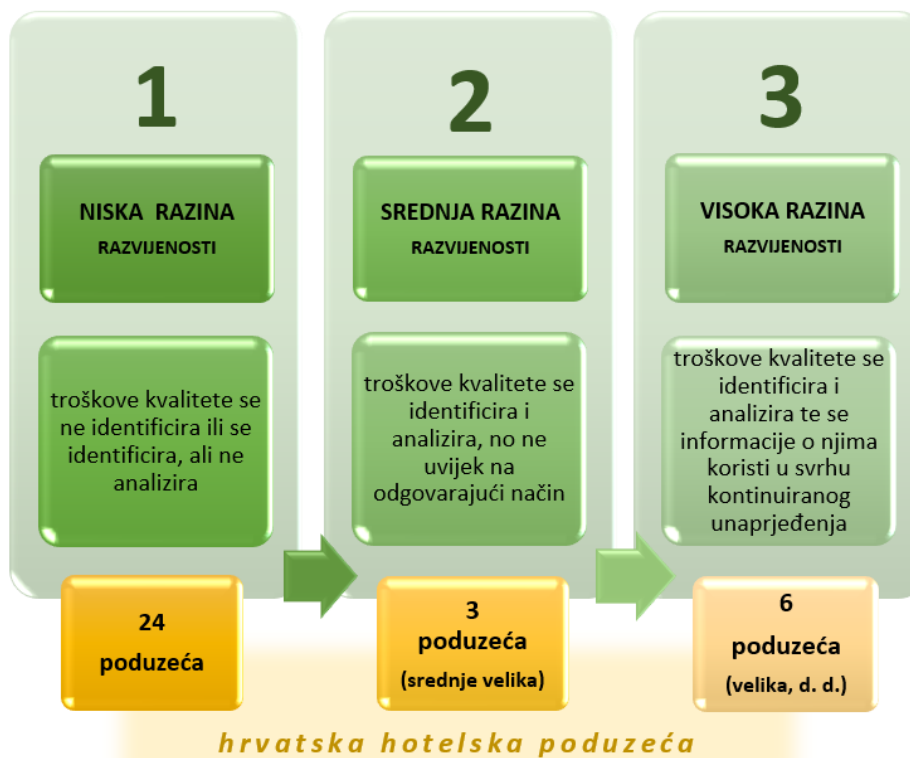 1
NISKA RAZINA
RAZVIJENOSTI
troškove kvalitete se
ne identificira ili se
identificira, ali ne
analizira
24
poduzeća
2
SREDNJA RAZINA
RAZVIJENOSTI
troškove kvalitete se
identificira i
analizira, no ne
uvijek na
odgovarajući način
3
poduzeća
(srednje velika)
3
VISOKA RAZINA
RAZVIJENOSTI
troškove kvalitete se
identificira i
analizira te se
informacije o njima
koristi u svrhu
kontinuiranog
unaprjeđenja
6
poduzeća
(velika, d. d.)
hrvatska hotelska poduzeća